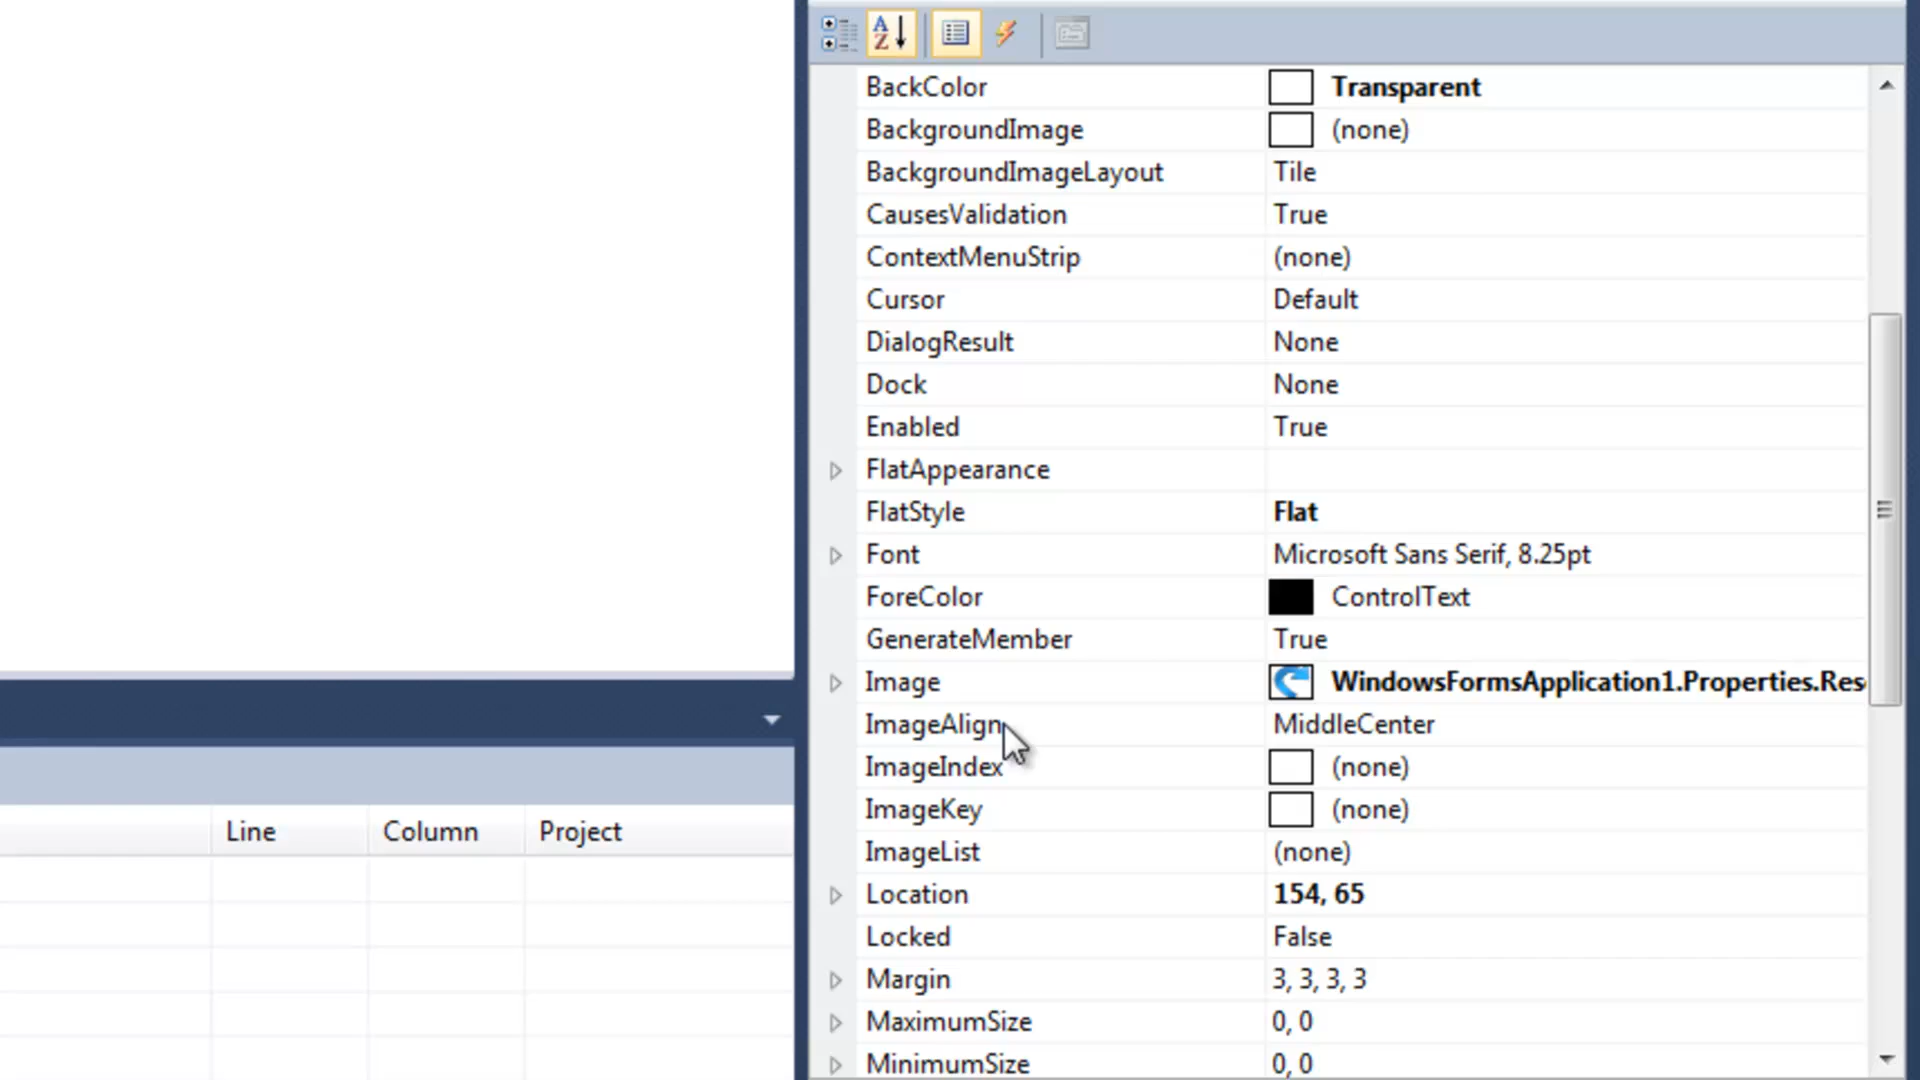 BackColor Transparent
BackgroundImage (none)
BackgroundImageLayout Tile
CausesValidation True
ContextMenuStrip (none)
Cursor Default
DialogResult None
Dock None
Enabled True
FlatAppearance
FlatStyle Flat
Font Microsoft Sans Serif, 8.25pt
ForeColor ControlText
GenerateMember True
Image WindowsFormsApplication1.Properties.Res
ImageAlign MiddleCenter
ImageIndex (none)
ImageKey (none)
ImageList (none)
Location 154, 65
Locked False
Margin 3, 3, 3, 3
MaximumSize 0, 0
MinimumSize 0, 0
Line Column Project